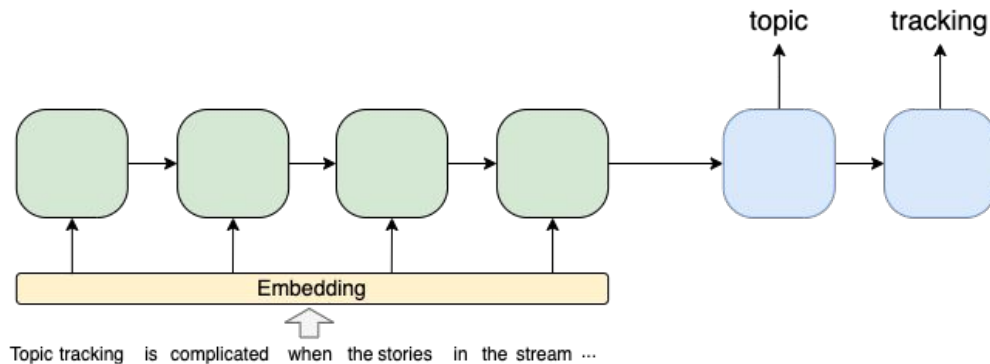 topic tracking
Embedding
Topic tracking is complicated when the stories in the stream ...